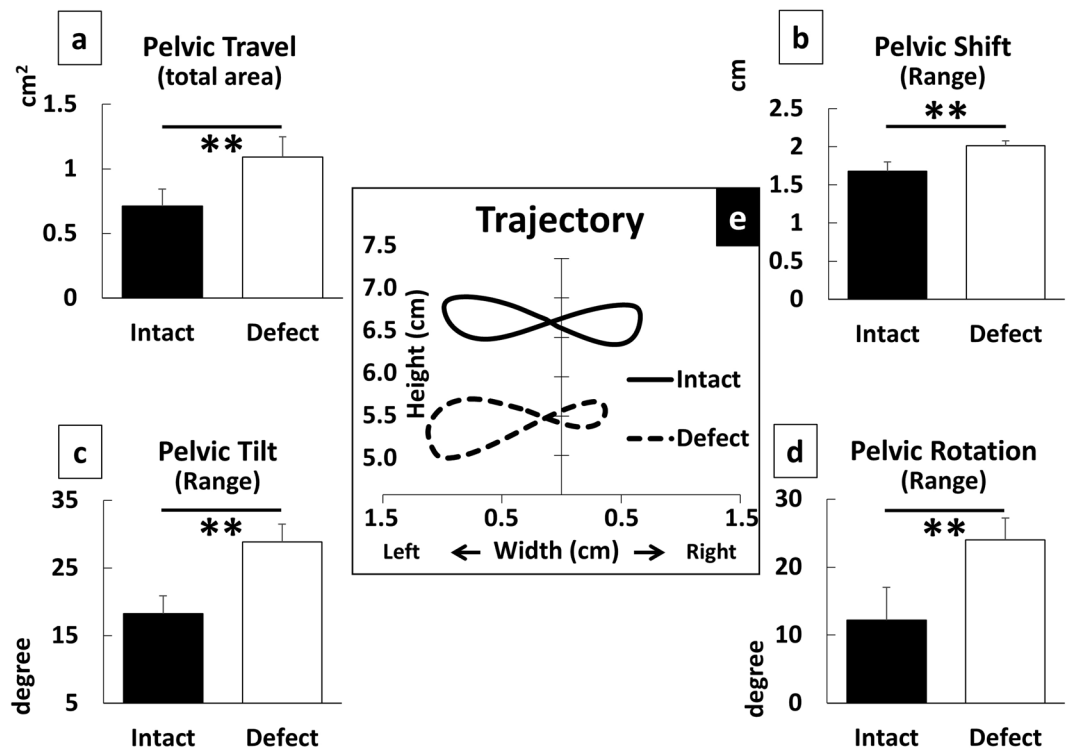 a
Pelvic Travel
(total area)
cm²
1.5
1
0.5
0
**
Intact Defect
b
Pelvic Shift
(Range)
cm
2.5
2
1.5
1
0.5
0
**
Intact Defect
e
Trajectory
7.5
7.0
6.5
6.0
5.5
5.0
Height (cm)
Intact
Defect
1.5 0.5 0.5 1.5
Left Width (cm) Right
c
Pelvic Tilt
(Range)
35
25
15
5
degree
**
Intact Defect
d
Pelvic Rotation
(Range)
30
20
10
0
degree
**
Intact Defect